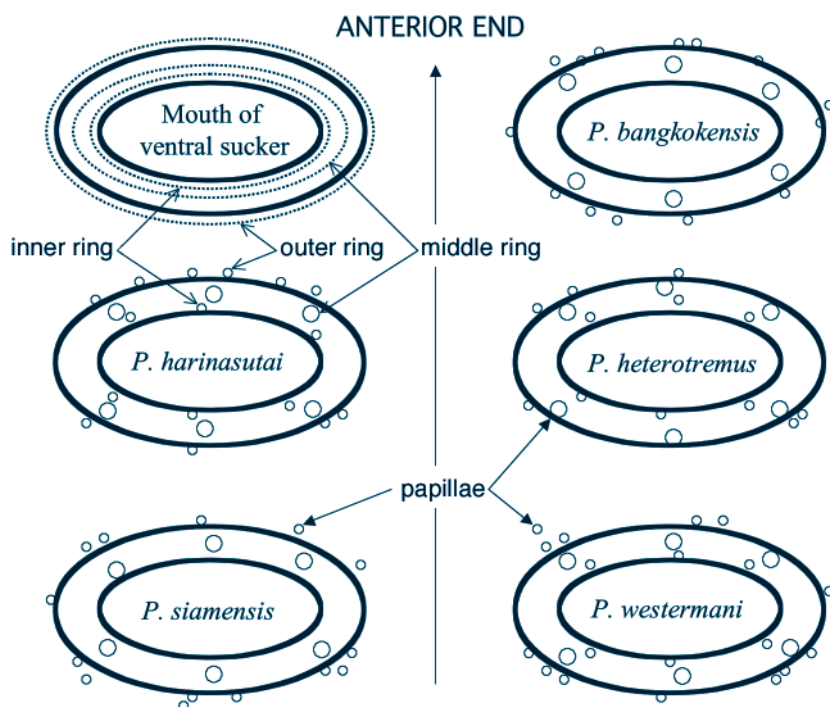 ANTERIOR END
Mouth of
ventral sucker
P. bangkokensis
inner ring
outer ring
middle ring
P. harinasutai
P. heterotremus
papillae
P. siamensis
P. westermani